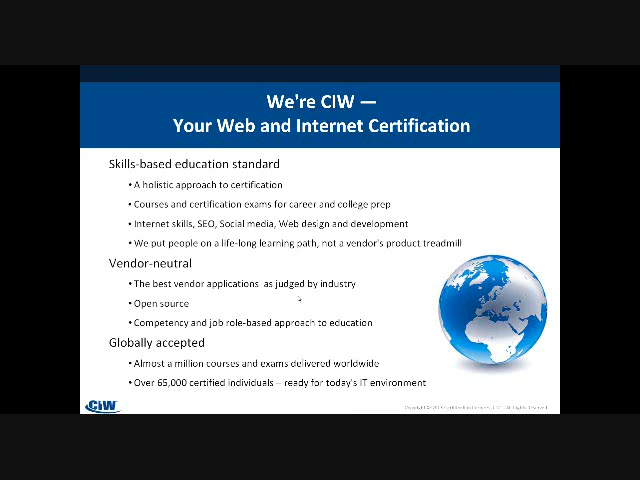 We're CIW —
Your Web and Internet Certification
Skills-based education standard
• A holistic approach to certification
• Courses and certification exams for career and college prep
• Internet skills, SEO, Social media, Web design and development
• We put people on a life-long learning path, not a vendor's product treadmill
Vendor-neutral
• The best vendor applications as judged by industry
• Open source
• Competency and job role-based approach to education
Globally accepted
• Almost a million courses and exams delivered worldwide
• Over 65,000 certified individuals – ready for today's IT environment
CIW
All Rights Reserved